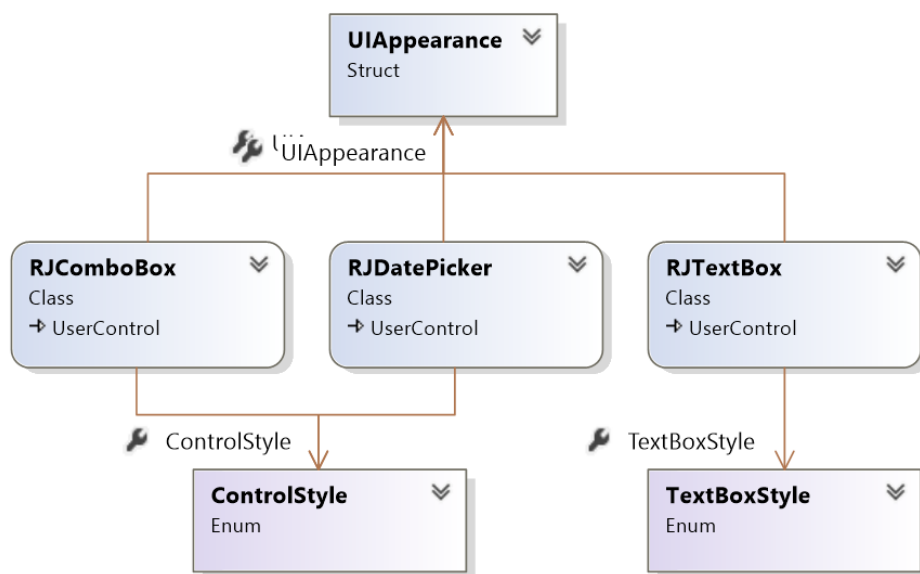 UIAppearance
Struct
UIAppearance
RJComboBox
Class
UserControl
RJDatePicker
Class
UserControl
RJTextBox
Class
UserControl
ControlStyle
TextBoxStyle
ControlStyle
Enum
TextBoxStyle
Enum